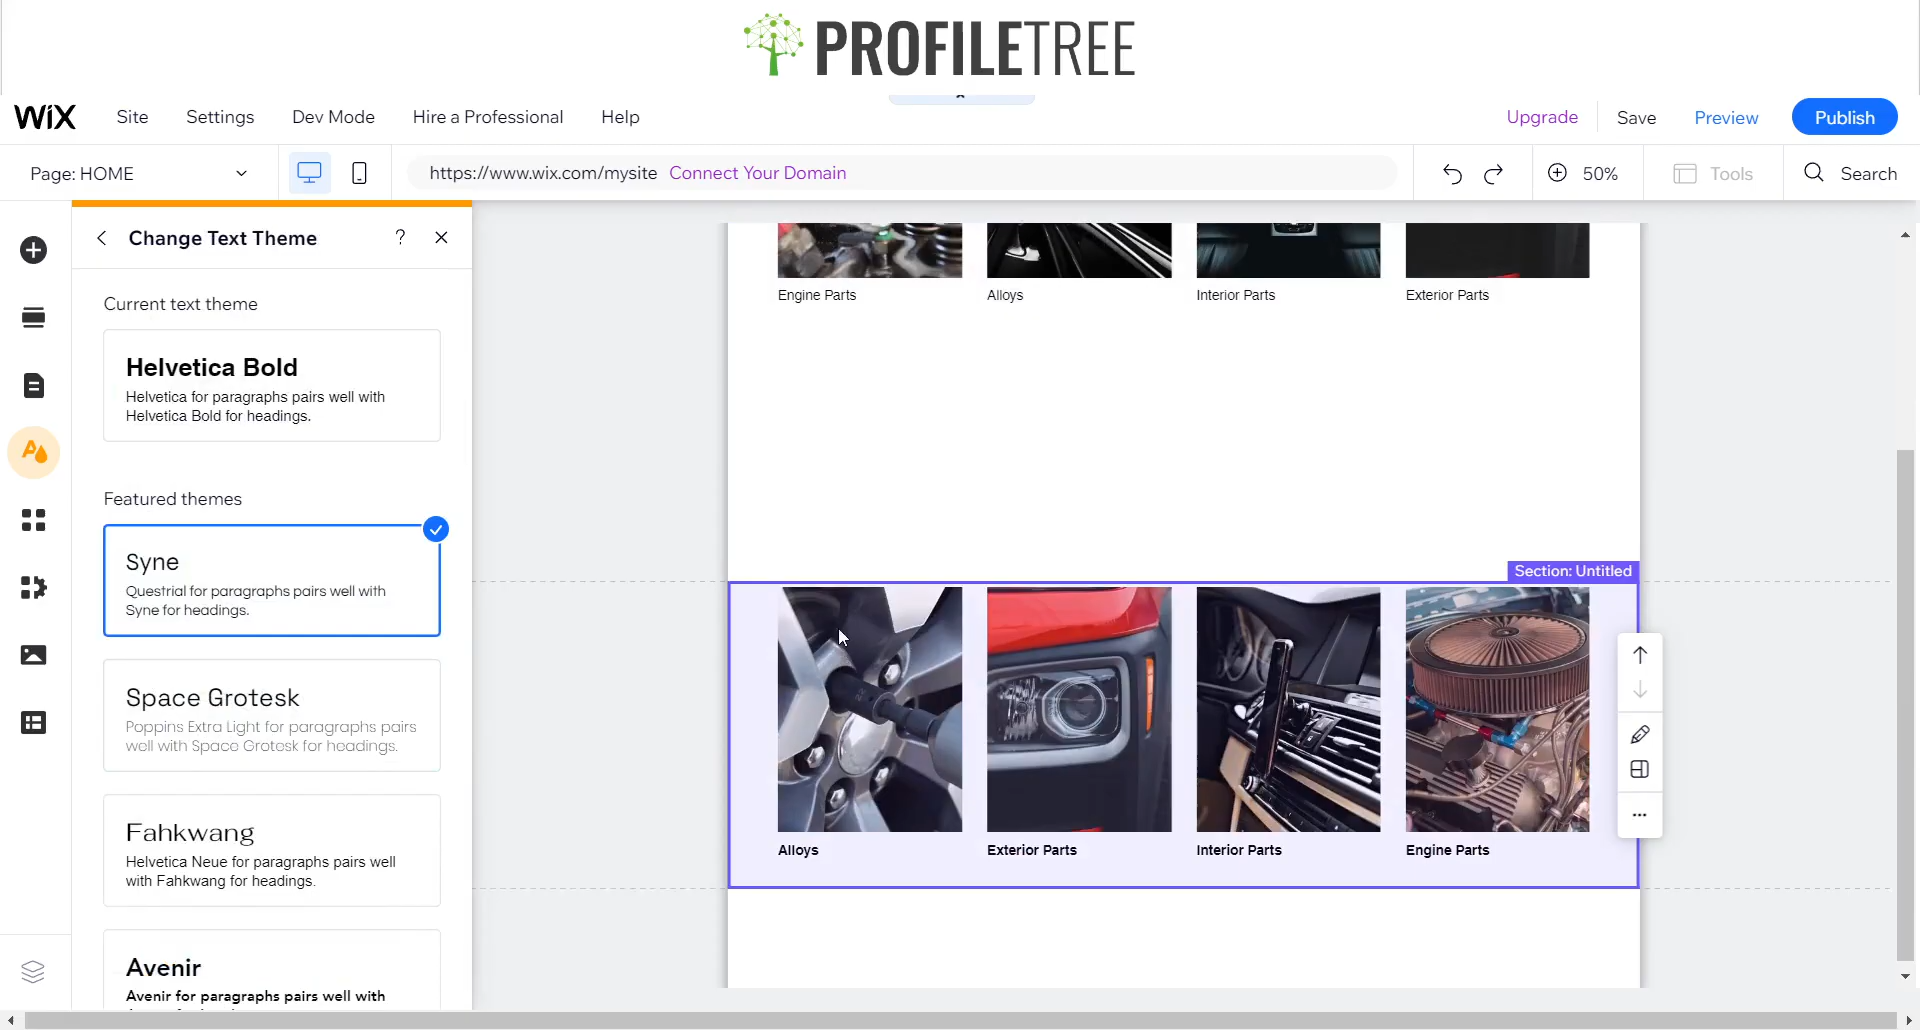 PROFILETREE
WiX
Site
Settings
Dev Mode
Hire a Professional
Help
Upgrade
Save
Preview
Publish
Page: HOME
https://www.wix.com/mysite Connect Your Domain
50%
Tools
Search
Change Text Theme
?
Current text theme
Helvetica Bold
Helvetica for paragraphs pairs well with
Helvetica Bold for headings.
Featured themes
Syne
Questrial for paragraphs pairs well with
Syne for headings.
Space Grotesk
Poppins Extra Light for paragraphs pairs
well with Space Grotesk for headings.
Fahkwang
Helvetica Neue for paragraphs pairs well
with Fahkwang for headings.
Avenir
Avenir for paragraphs pairs well with
Engine Parts
Alloys
Interior Parts
Exterior Parts
Section: Untitled
Alloys
Exterior Parts
Interior Parts
Engine Parts